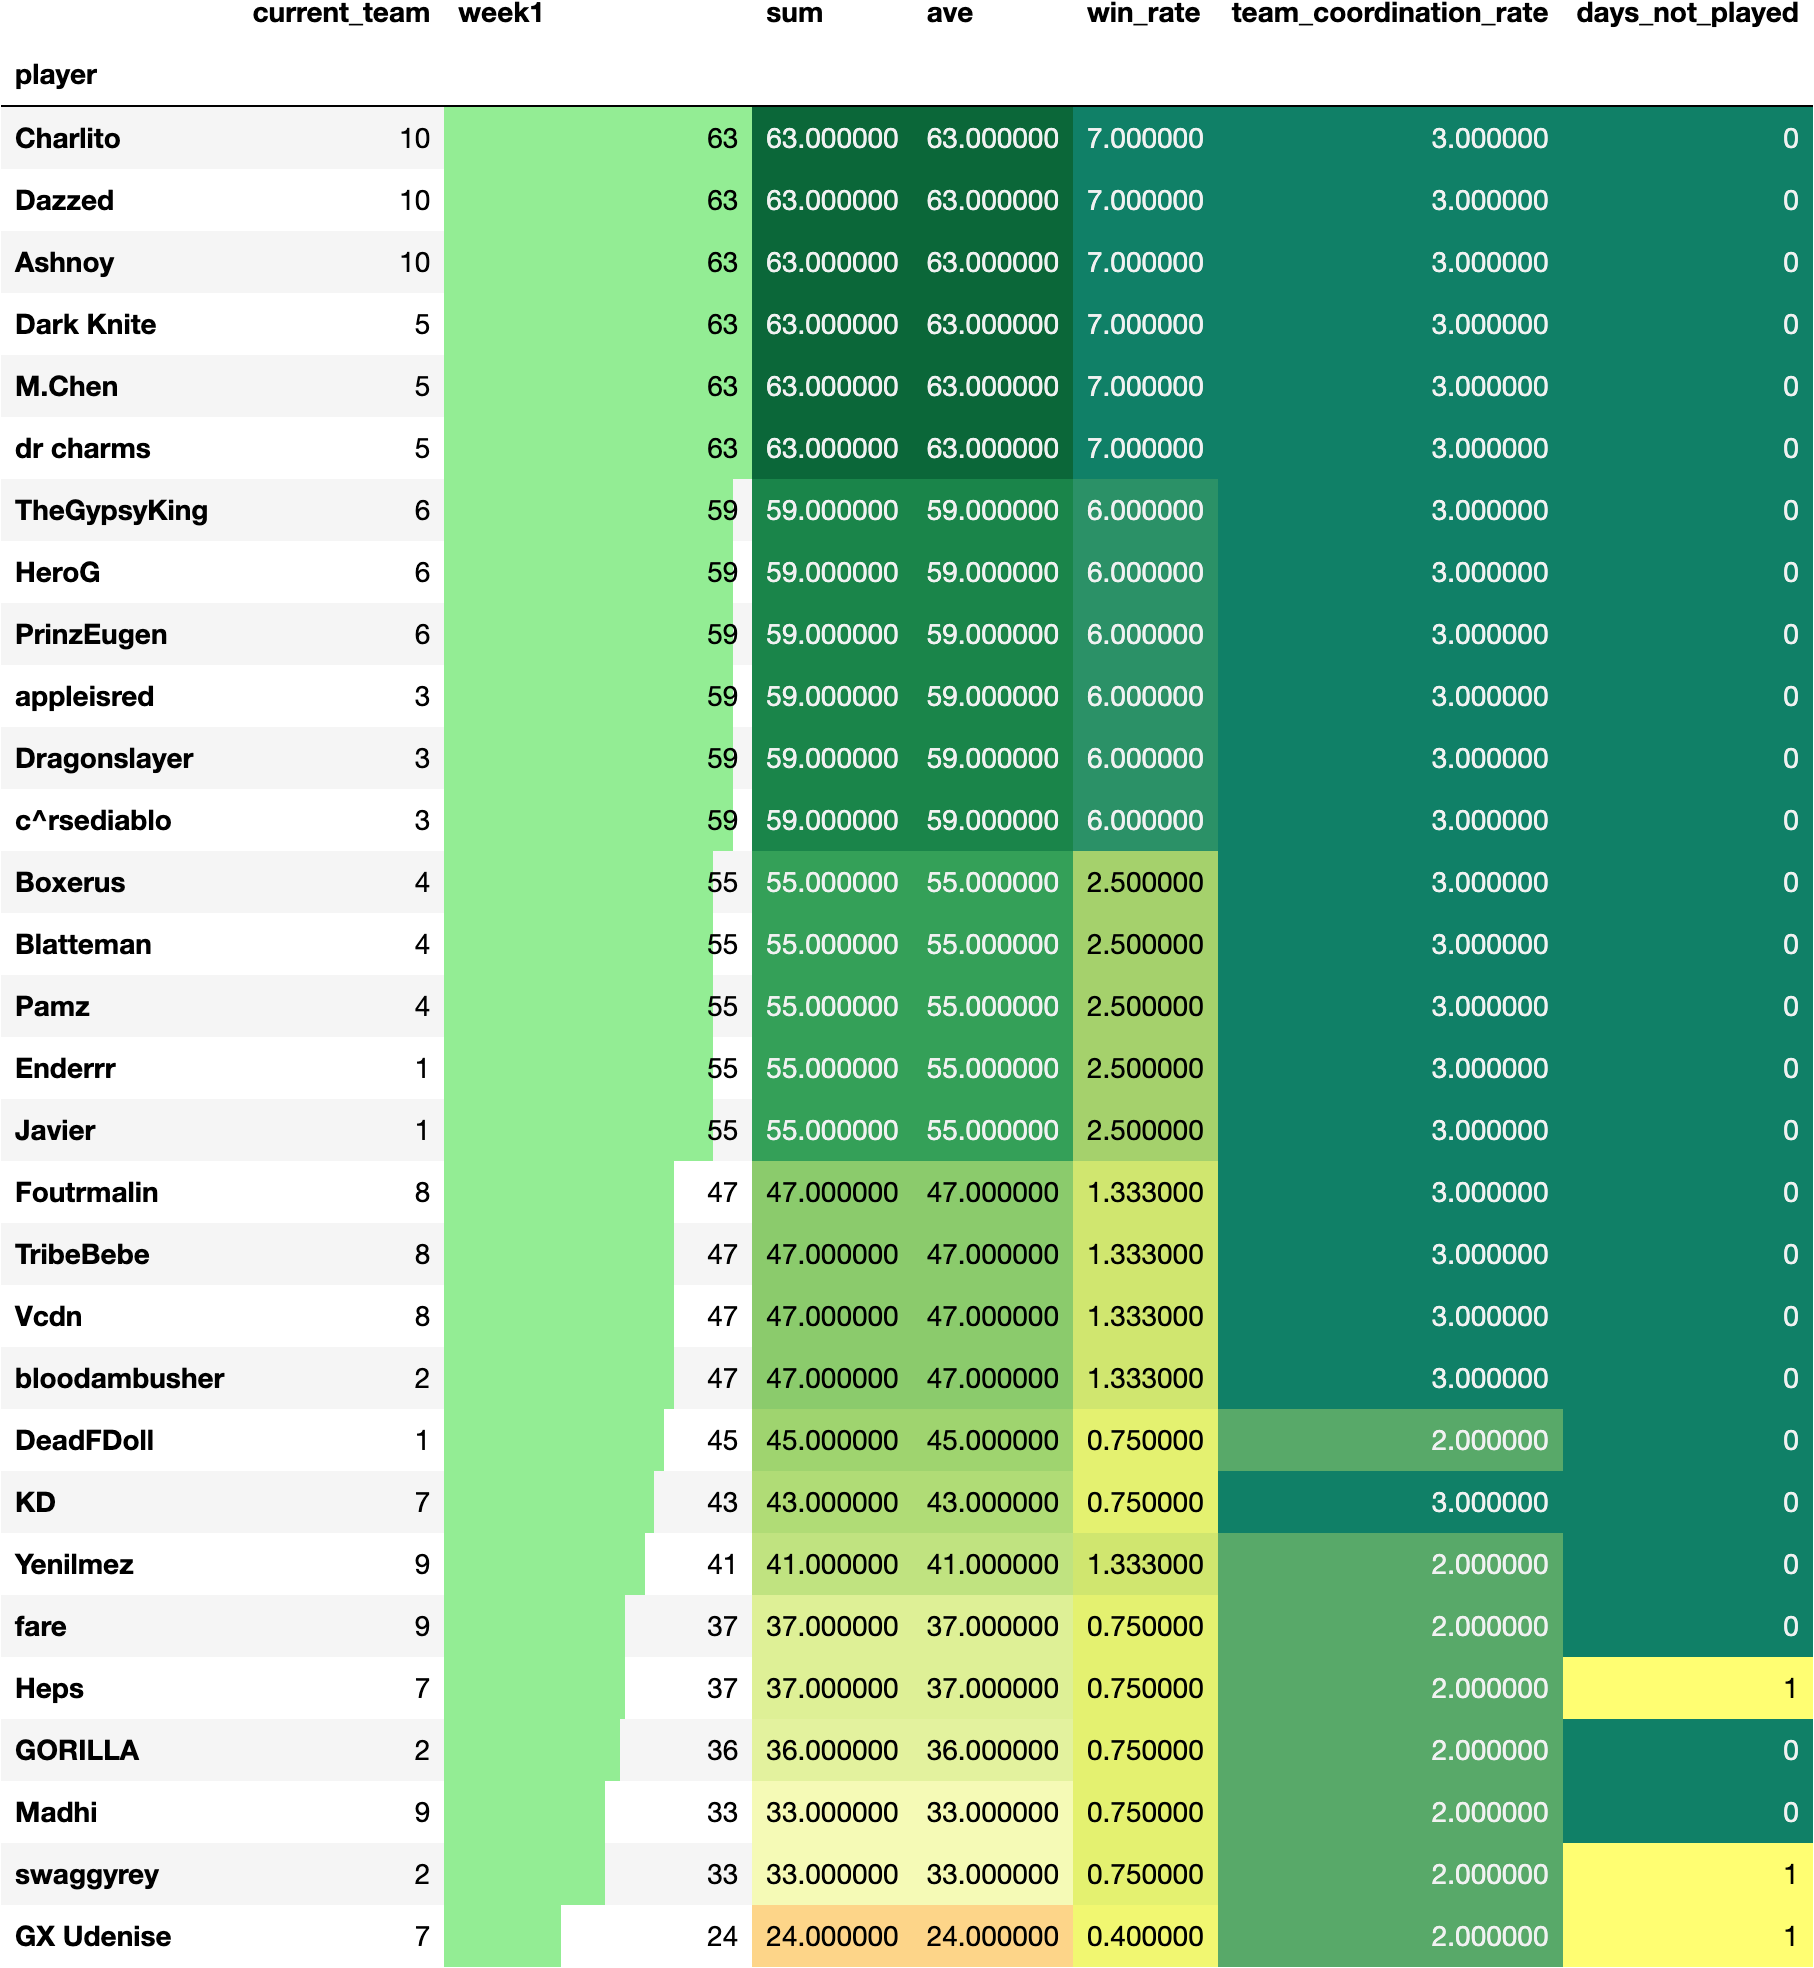 current_team week1 sum ave win_rate team_coordination_rate days_not_played
player
Charlito 10 63 63.000000 63.000000 7.000000 3.000000 0
Dazzed 10 63 63.000000 63.000000 7.000000 3.000000 0
Ashnoy 10 63 63.000000 63.000000 7.000000 3.000000 0
Dark Knite 5 63 63.000000 63.000000 7.000000 3.000000 0
M.Chen 5 63 63.000000 63.000000 7.000000 3.000000 0
dr charms 5 63 63.000000 63.000000 7.000000 3.000000 0
TheGypsyKing 6 59 59.000000 59.000000 6.000000 3.000000 0
HeroG 6 59 59.000000 59.000000 6.000000 3.000000 0
PrinzEugen 6 59 59.000000 59.000000 6.000000 3.000000 0
appleisred 3 59 59.000000 59.000000 6.000000 3.000000 0
Dragonslayer 3 59 59.000000 59.000000 6.000000 3.000000 0
c^rsediablo 3 59 59.000000 59.000000 6.000000 3.000000 0
Boxerus 4 55 55.000000 55.000000 2.500000 3.000000 0
Blatteman 4 55 55.000000 55.000000 2.500000 3.000000 0
Pamz 4 55 55.000000 55.000000 2.500000 3.000000 0
Enderrr 1 55 55.000000 55.000000 2.500000 3.000000 0
Javier 1 55 55.000000 55.000000 2.500000 3.000000 0
Foutrmalin 8 47 47.000000 47.000000 1.333000 3.000000 0
TribeBebe 8 47 47.000000 47.000000 1.333000 3.000000 0
Vcdn 8 47 47.000000 47.000000 1.333000 3.000000 0
bloodambusher 2 47 47.000000 47.000000 1.333000 3.000000 0
DeadFDoll 1 45 45.000000 45.000000 0.750000 2.000000 0
KD 7 43 43.000000 43.000000 0.750000 3.000000 0
Yenilmez 9 41 41.000000 41.000000 1.333000 2.000000 0
fare 9 37 37.000000 37.000000 0.750000 2.000000 0
Heps 7 37 37.000000 37.000000 0.750000 2.000000 1
GORILLA 2 36 36.000000 36.000000 0.750000 2.000000 0
Madhi 9 33 33.000000 33.000000 0.750000 2.000000 0
swaggyrey 2 33 33.000000 33.000000 0.750000 2.000000 1
GX Udenise 7 24 24.000000 24.000000 0.400000 2.000000 1